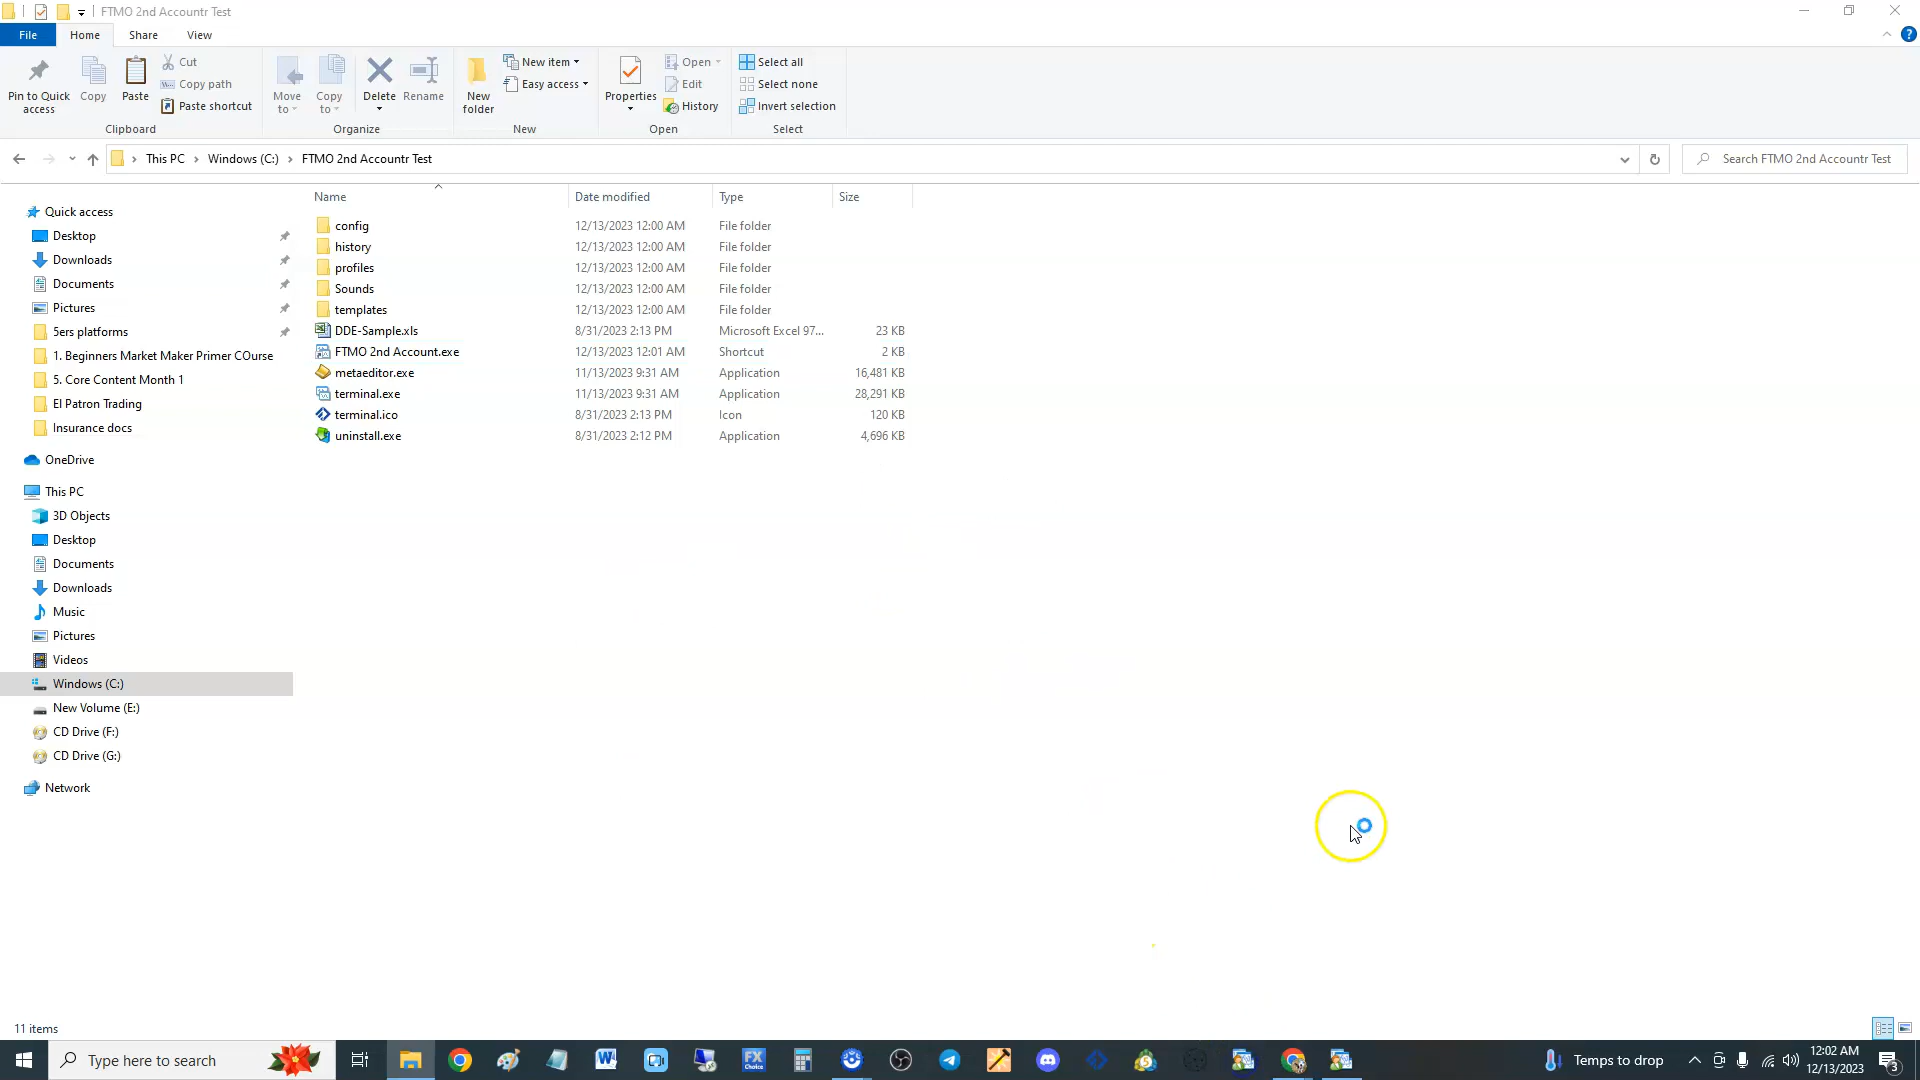 FTMO 2nd Accountr Test
File Home Share View
Pin to Quick access
Copy
Paste
Cut
Copy path
Paste shortcut
Clipboard
Move to
Copy to
Delete
Rename
Organize
New folder
New item
Easy access
New
Properties
Open
Edit
History
Open
Select all
Select none
Invert selection
Select
This PC > Windows (C:) > FTMO 2nd Accountr Test
Search FTMO 2nd Accountr Test
Quick access
Desktop
Downloads
Documents
Pictures
5ers platforms
1. Beginners Market Maker Primer COurse
5. Core Content Month 1
El Patron Trading
Insurance docs
OneDrive
This PC
3D Objects
Desktop
Documents
Downloads
Music
Pictures
Videos
Windows (C:)
New Volume (E:)
CD Drive (F:)
CD Drive (G:)
Network
Name Date modified Type Size
config 12/13/2023 12:00 AM File folder
history 12/13/2023 12:00 AM File folder
profiles 12/13/2023 12:00 AM File folder
Sounds 12/13/2023 12:00 AM File folder
templates 12/13/2023 12:00 AM File folder
DDE-Sample.xls 8/31/2023 2:13 PM Microsoft Excel 97... 23 KB
FTMO 2nd Account.exe 12/13/2023 12:01 AM Shortcut 2 KB
metaeditor.exe 11/13/2023 9:31 AM Application 16,481 KB
terminal.exe 11/13/2023 9:31 AM Application 28,291 KB
terminal.ico 8/31/2023 2:13 PM Icon 120 KB
uninstall.exe 8/31/2023 2:12 PM Application 4,696 KB
11 items
Type here to search
FX Choice
Temps to drop
12:02 AM
12/13/2023
3